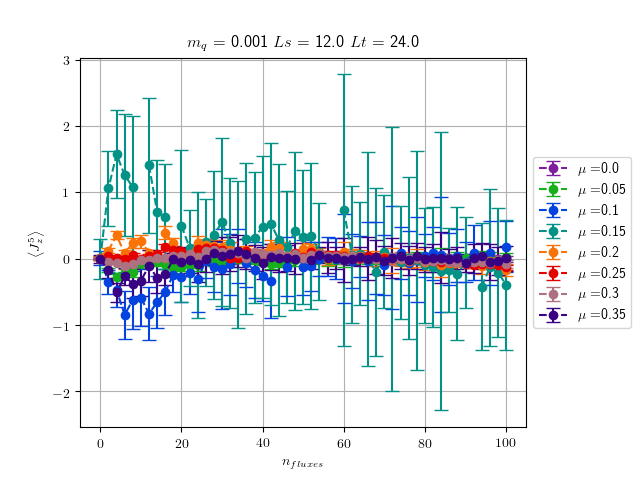 m_q = 0.001 Ls = 12.0 Lt = 24.0
3
2
1
0
−1
−2
⟨J_z^5⟩
0 20 40 60 80 100
n_{fluxes}
μ =0.0
μ =0.05
μ =0.1
μ =0.15
μ =0.2
μ =0.25
μ =0.3
μ =0.35